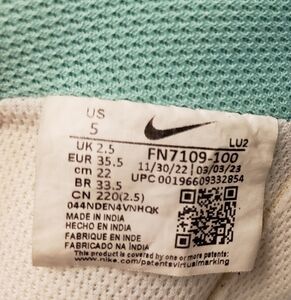 US
5
UK 2.5
EUR 35.5
cm 22
BR 33.5
CN 220(2.5)
LU2
FN7109-100
11/30/22 03/03/23
UPC 00196609332854
044NDEN4VNHQK
MADE IN INDIA
HECHO EN INDIA
FABRIQUE EN INDE
FABRICADO NA INDIA
This product is covered by one or more patents. See
www.nike.com/patentsvirtualmarking